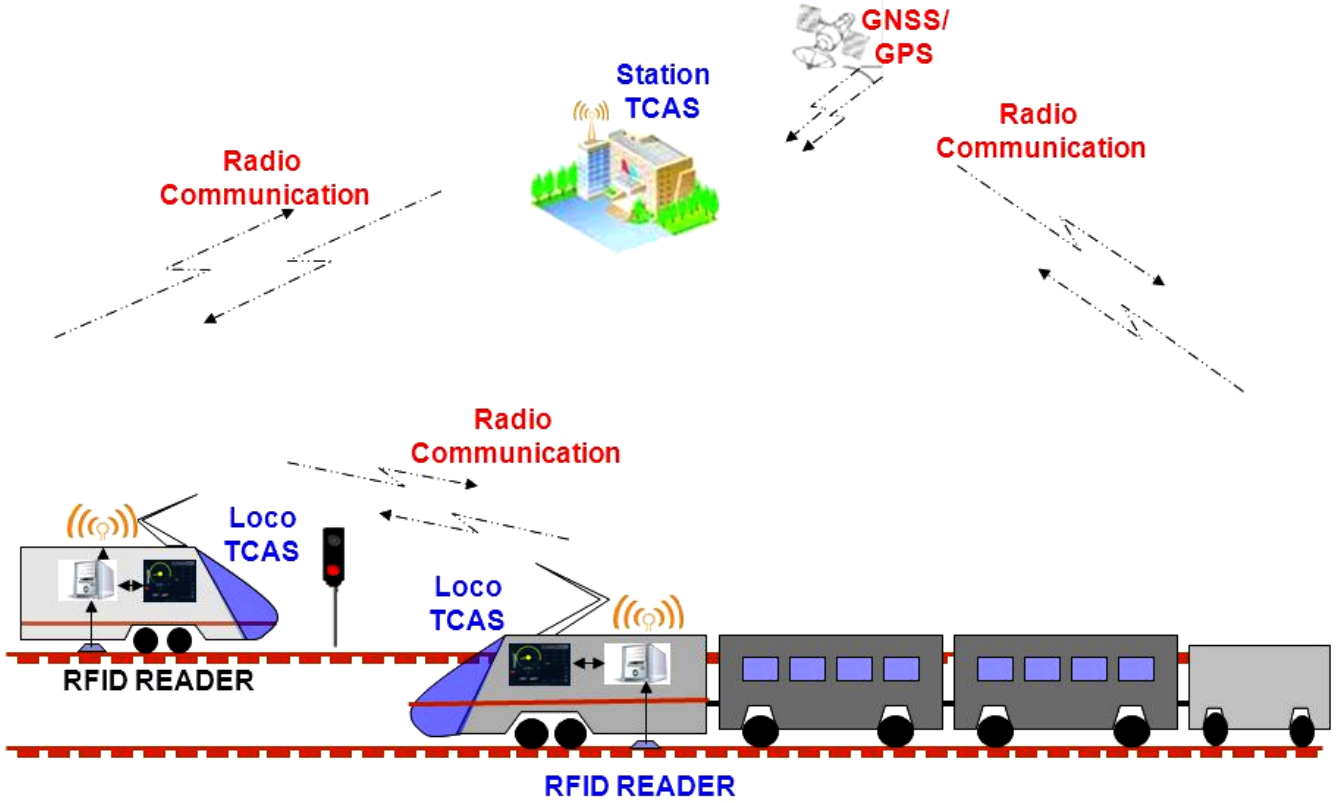 GNSS/
GPS
Station
TCAS
Radio
Communication
Radio
Communication
Radio
Communication
Loco
TCAS
Loco
TCAS
RFID READER
RFID READER